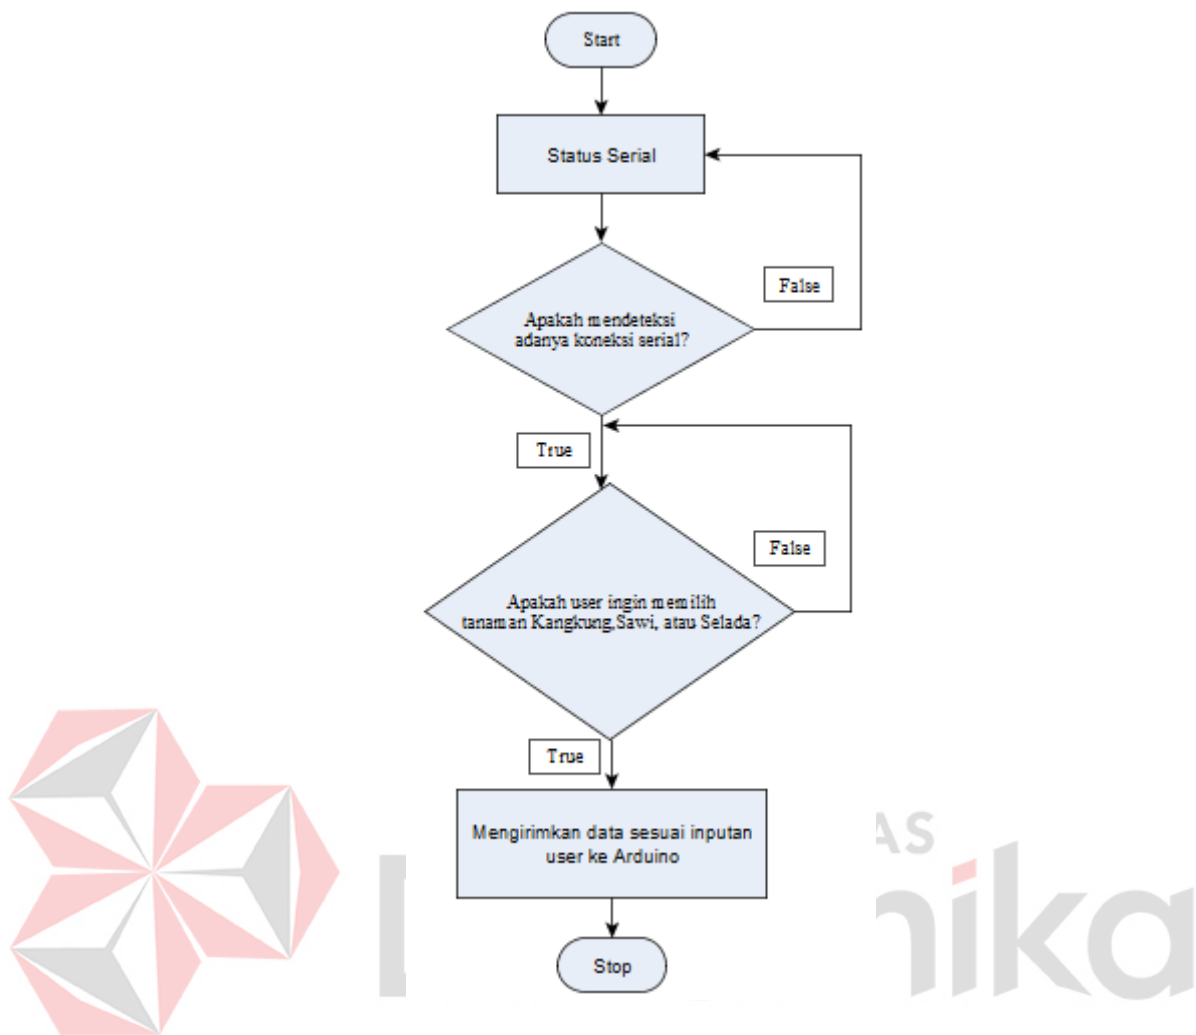 Start
Status Serial
False
Apakah mendeteksi
adanya koneksi serial?
True
False
Apakah user ingin memilih
tanaman Kangkung,Sawi, atau Selada?
True
Mengirimkan data sesuai inputan
user ke Arduino
AS
nika
Stop